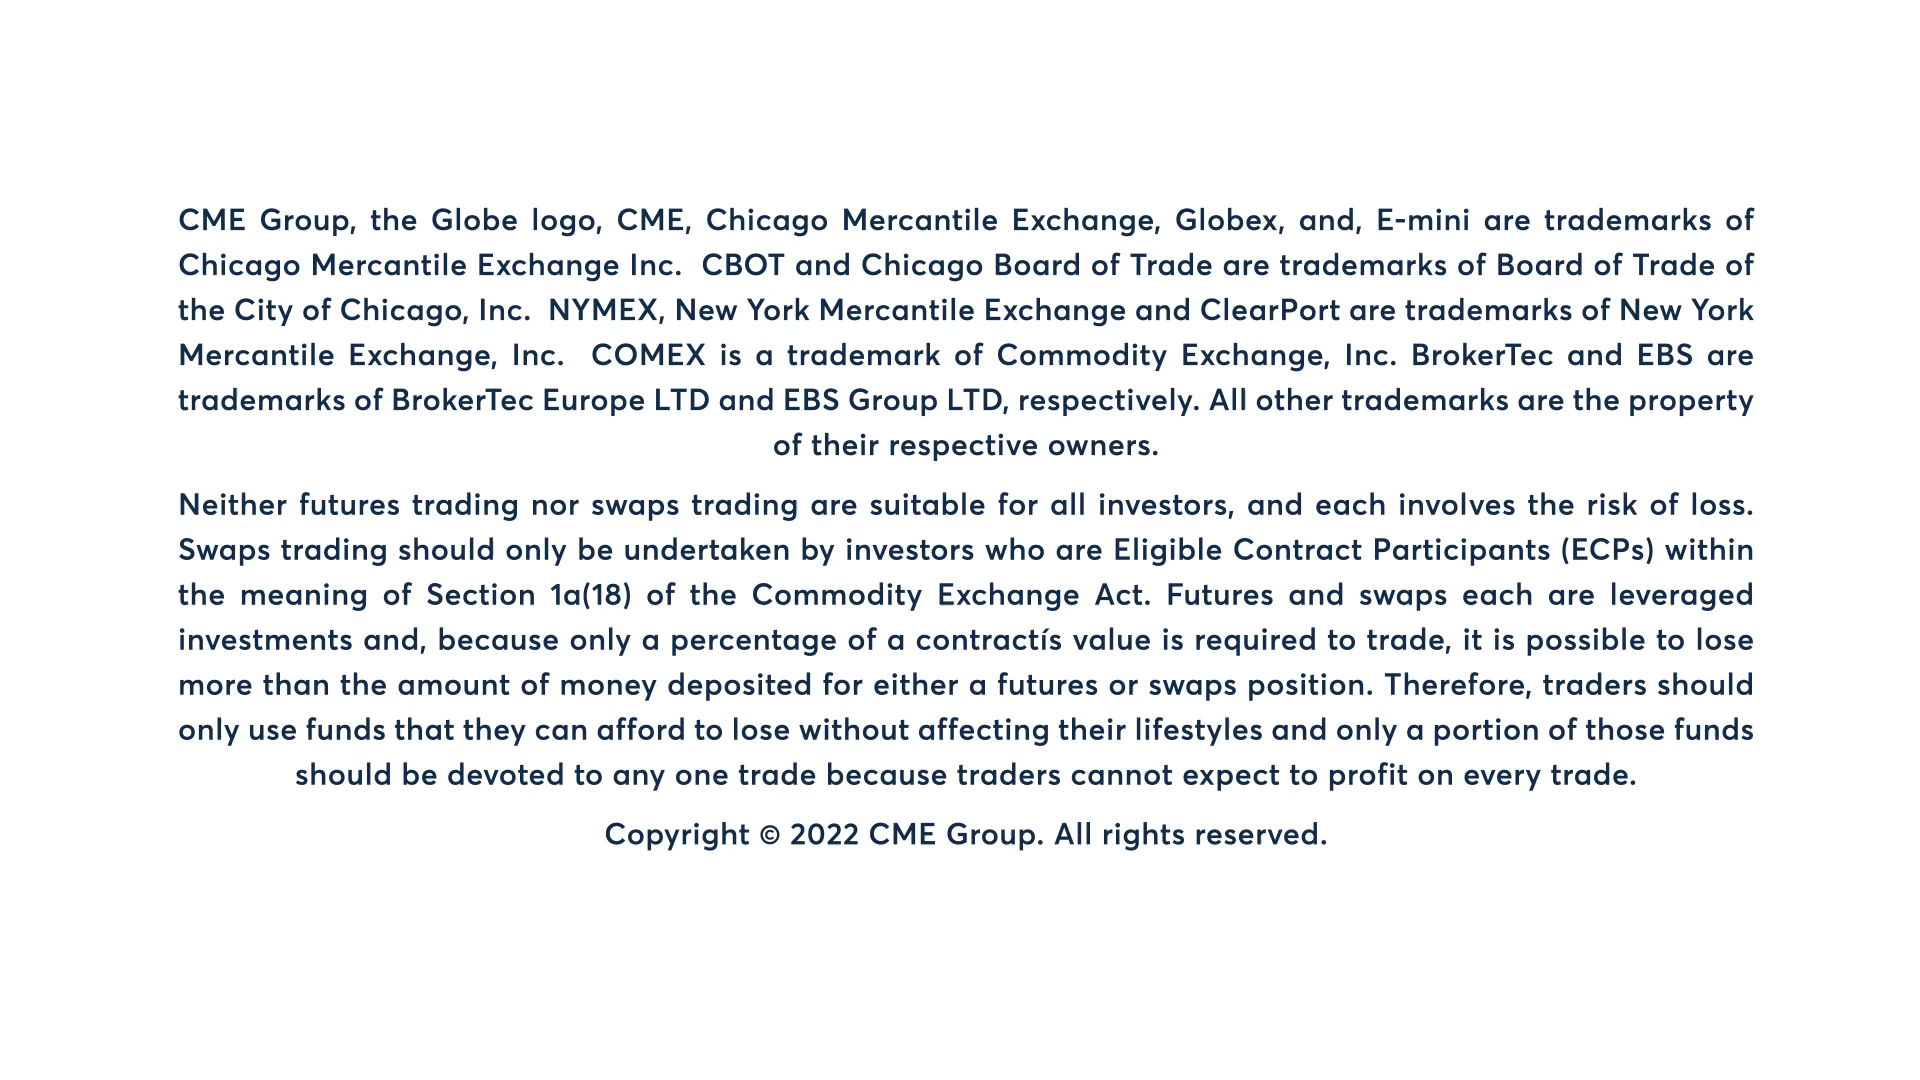 CME Group, the Globe logo, CME, Chicago Mercantile Exchange, Globex, and, E-mini are trademarks of
Chicago Mercantile Exchange Inc.  CBOT and Chicago Board of Trade are trademarks of Board of Trade of
the City of Chicago, Inc.  NYMEX, New York Mercantile Exchange and ClearPort are trademarks of New York
Mercantile Exchange, Inc.  COMEX is a trademark of Commodity Exchange, Inc. BrokerTec and EBS are
trademarks of BrokerTec Europe LTD and EBS Group LTD, respectively. All other trademarks are the property
of their respective owners.
Neither futures trading nor swaps trading are suitable for all investors, and each involves the risk of loss.
Swaps trading should only be undertaken by investors who are Eligible Contract Participants (ECPs) within
the meaning of Section 1a(18) of the Commodity Exchange Act. Futures and swaps each are leveraged
investments and, because only a percentage of a contractís value is required to trade, it is possible to lose
more than the amount of money deposited for either a futures or swaps position. Therefore, traders should
only use funds that they can afford to lose without affecting their lifestyles and only a portion of those funds
should be devoted to any one trade because traders cannot expect to profit on every trade.
Copyright © 2022 CME Group. All rights reserved.